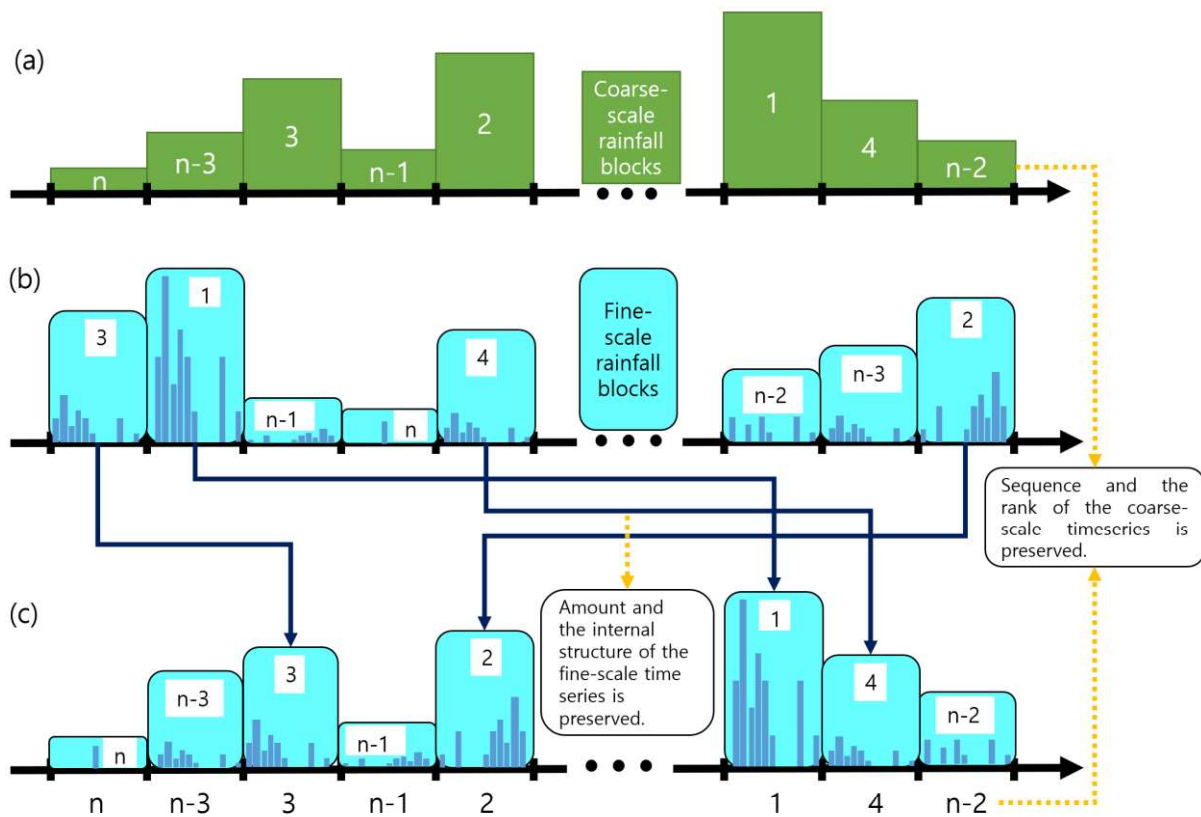 (a)
n
n-3
3
n-1
2
Coarse-
scale
rainfall
blocks
1
4
n-2
(b)
3
1
n-1
n
4
Fine-
scale
rainfall
blocks
n-2
n-3
2
Sequence and the
rank of the coarse-
scale timeseries is
preserved.
(c)
n
n-3
3
n-1
2
Amount and
the internal
structure of the
fine-scale time
series is
preserved.
1
4
n-2
n n-3 3 n-1 2 1 4 n-2